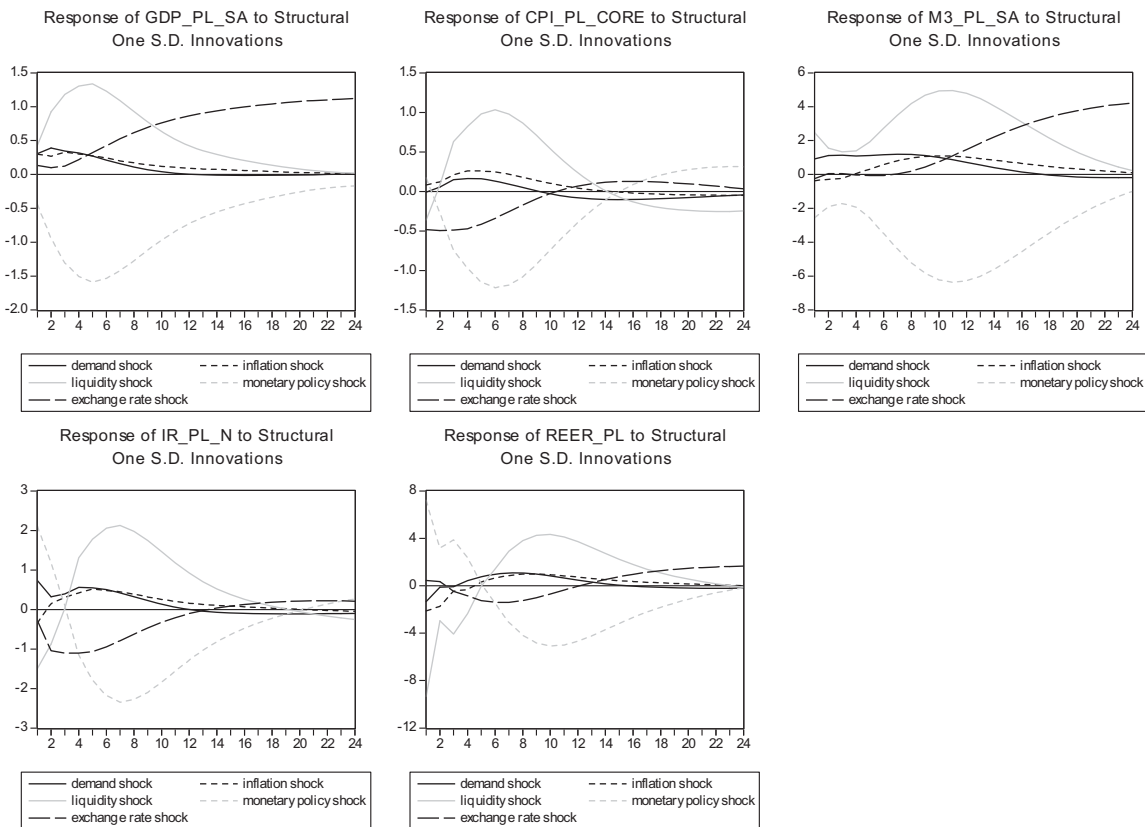 Response of GDP_PL_SA to Structural
One S.D. Innovations
1.5
1.0
0.5
0.0
-0.5
-1.0
-1.5
-2.0
2 4 6 8 10 12 14 16 18 20 22 24
demand shock inflation shock
liquidity shock monetary policy shock
exchange rate shock
Response of CPI_PL_CORE to Structural
One S.D. Innovations
1.5
1.0
0.5
0.0
-0.5
-1.0
-1.5
2 4 6 8 10 12 14 16 18 20 22 24
demand shock inflation shock
liquidity shock monetary policy shock
exchange rate shock
Response of M3_PL_SA to Structural
One S.D. Innovations
6
4
2
0
-2
-4
-6
-8
2 4 6 8 10 12 14 16 18 20 22 24
demand shock inflation shock
liquidity shock monetary policy shock
exchange rate shock
Response of IR_PL_N to Structural
One S.D. Innovations
3
2
1
0
-1
-2
-3
2 4 6 8 10 12 14 16 18 20 22 24
demand shock inflation shock
liquidity shock monetary policy shock
exchange rate shock
Response of REER_PL to Structural
One S.D. Innovations
8
4
0
-4
-8
-12
2 4 6 8 10 12 14 16 18 20 22 24
demand shock inflation shock
liquidity shock monetary policy shock
exchange rate shock